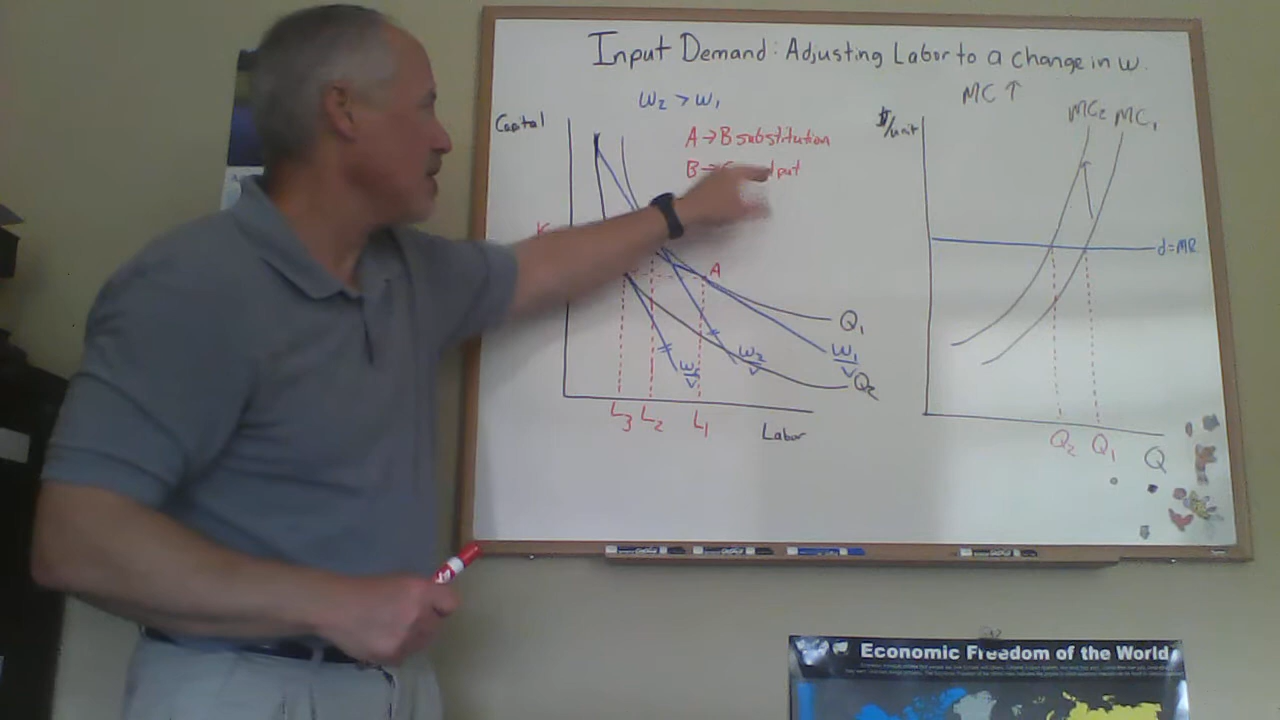 Input Demand: Adjusting Labor to a change in w.
w₂ > w₁
MC ↑
Capital
A → B substitution
B →
$/unit
MC₂ MC₁
K
A
d=MR
Q₁
w₁/v
w₂/v
w₂/v
Q₂
L₃ L₂ L₁
Labor
Q₂ Q₁ Q
Economic Freedom of the World